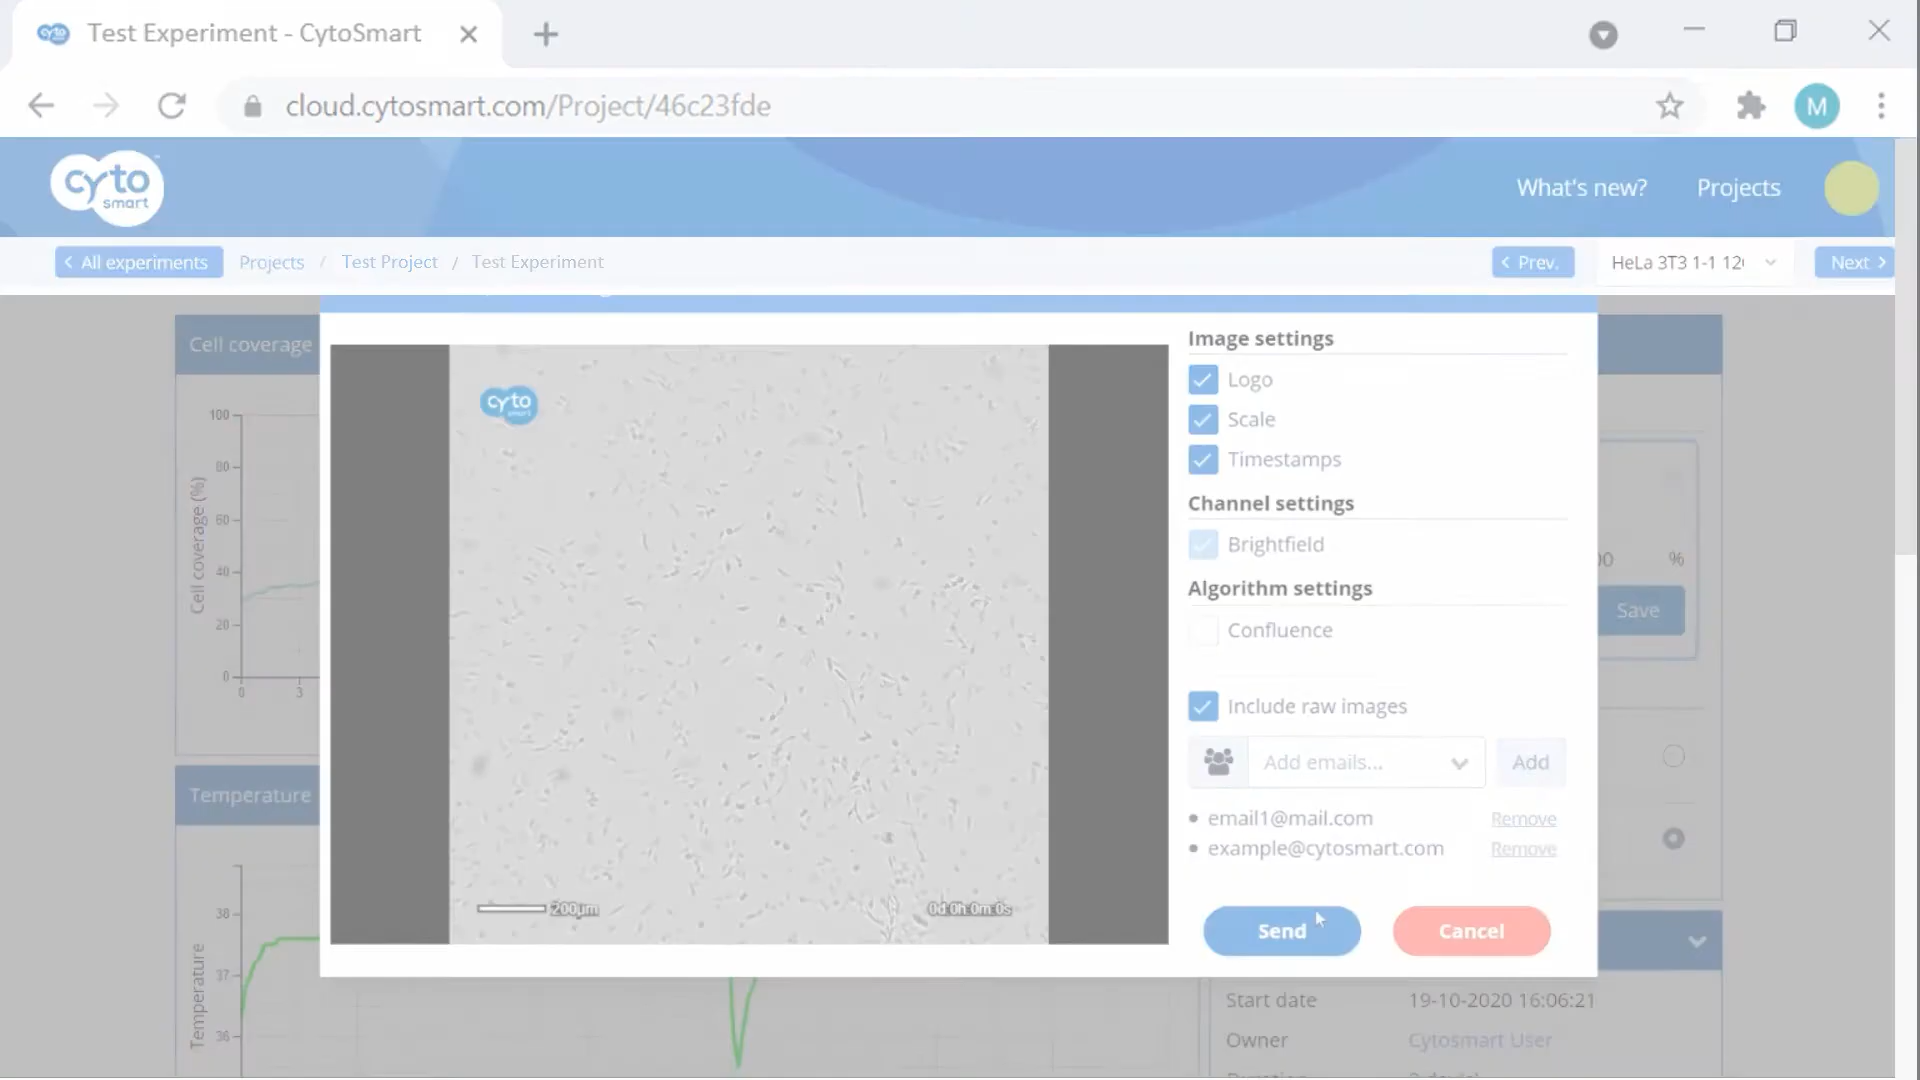 Test Experiment - CytoSmart
cloud.cytosmart.com/Project/46c23fde
M
cyto
smart
What's new?
Projects
All experiments
Projects / Test Project / Test Experiment
Prev.
HeLa 3T3 1-1 12
Next
Cell coverage
100
80
60
40
20
0
0
3
Cell coverage (%)
cyto
smart
200µm
0d:0h:0m:0s
Image settings
Logo
Scale
Timestamps
Channel settings
Brightfield
Algorithm settings
Confluence
Include raw images
Add emails...
Add
email1@mail.com
Remove
example@cytosmart.com
Remove
Send
Cancel
%
Save
Temperature
38
37
36
Temperature
Start date
19-10-2020 16:06:21
Owner
Cytosmart User